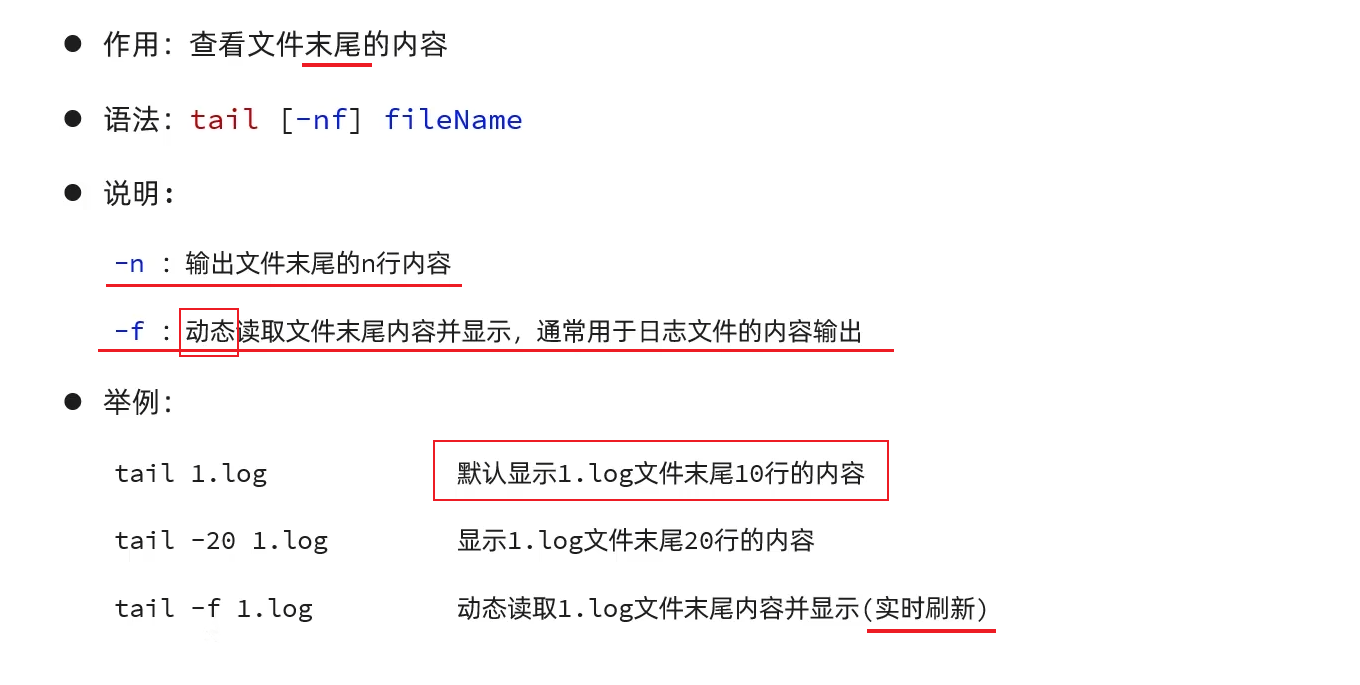 ● 作用：查看文件末尾的内容
● 语法：tail [-nf] fileName
● 说明：
-n ：输出文件末尾的n行内容
-f ：动态读取文件末尾内容并显示，通常用于日志文件的内容输出
● 举例：
tail 1.log 默认显示1.log文件末尾10行的内容
tail -20 1.log 显示1.log文件末尾20行的内容
tail -f 1.log 动态读取1.log文件末尾内容并显示(实时刷新)